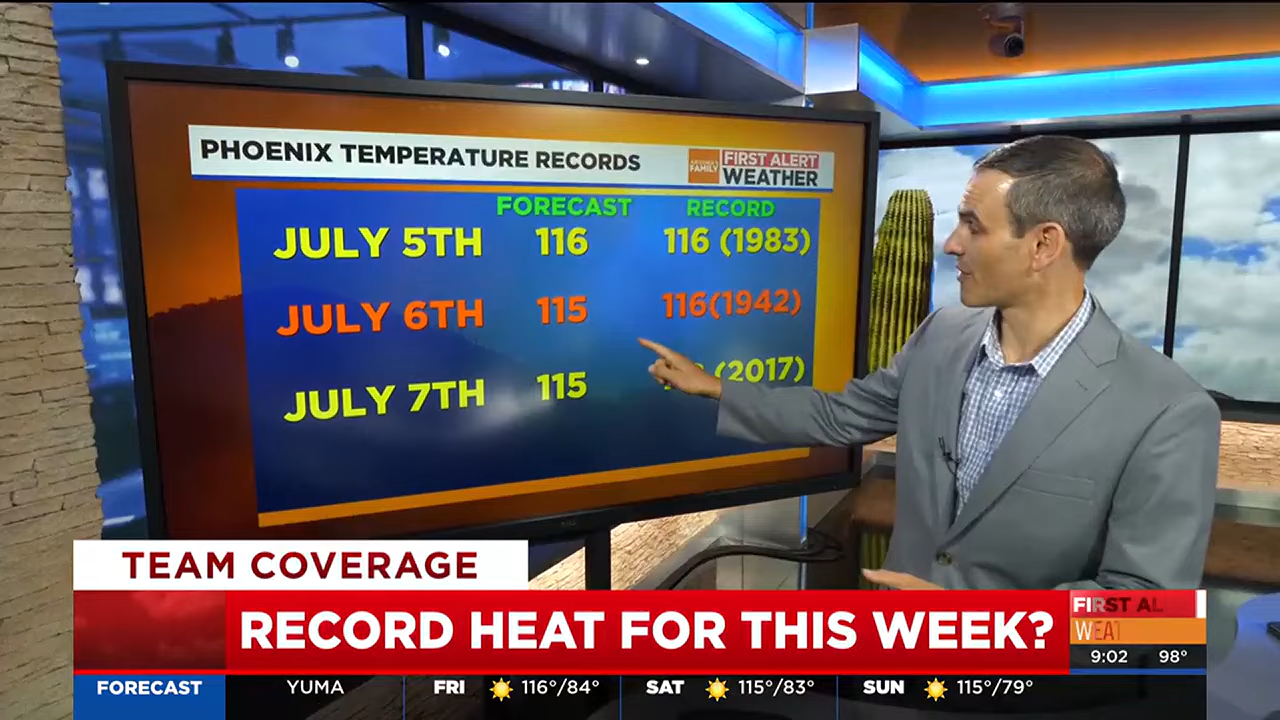 PHOENIX TEMPERATURE RECORDS
ARIZONA'S FAMILY
FIRST ALERT
WEATHER
FORECAST RECORD
JULY 5TH 116 116 (1983)
JULY 6TH 115 116(1942)
JULY 7TH 115 (2017)
TEAM COVERAGE
RECORD HEAT FOR THIS WEEK?
FIRST AL
WEAT
9:02 98°
FORECAST YUMA FRI 116°/84° SAT 115°/83° SUN 115°/79°